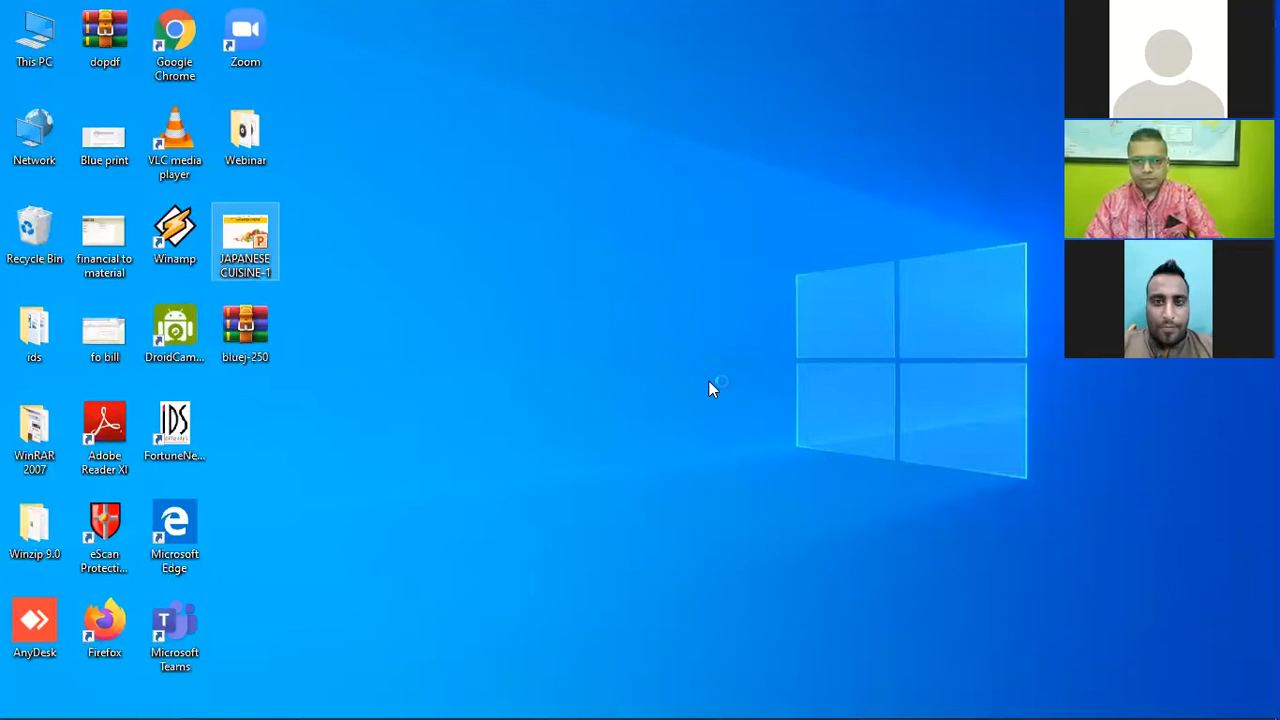 This PC
dopdf
Google
Chrome
Zoom
Network
Blue print
VLC media
player
Webinar
Recycle Bin
financial to
material
Winamp
JAPANESE
CUISINE-1
ids
fo bill
DroidCam...
bluej-250
WinRAR
2007
Adobe
Reader XI
IDS
FortuneNe...
Winzip 9.0
eScan
Protecti...
Microsoft
Edge
AnyDesk
Firefox
Microsoft
Teams